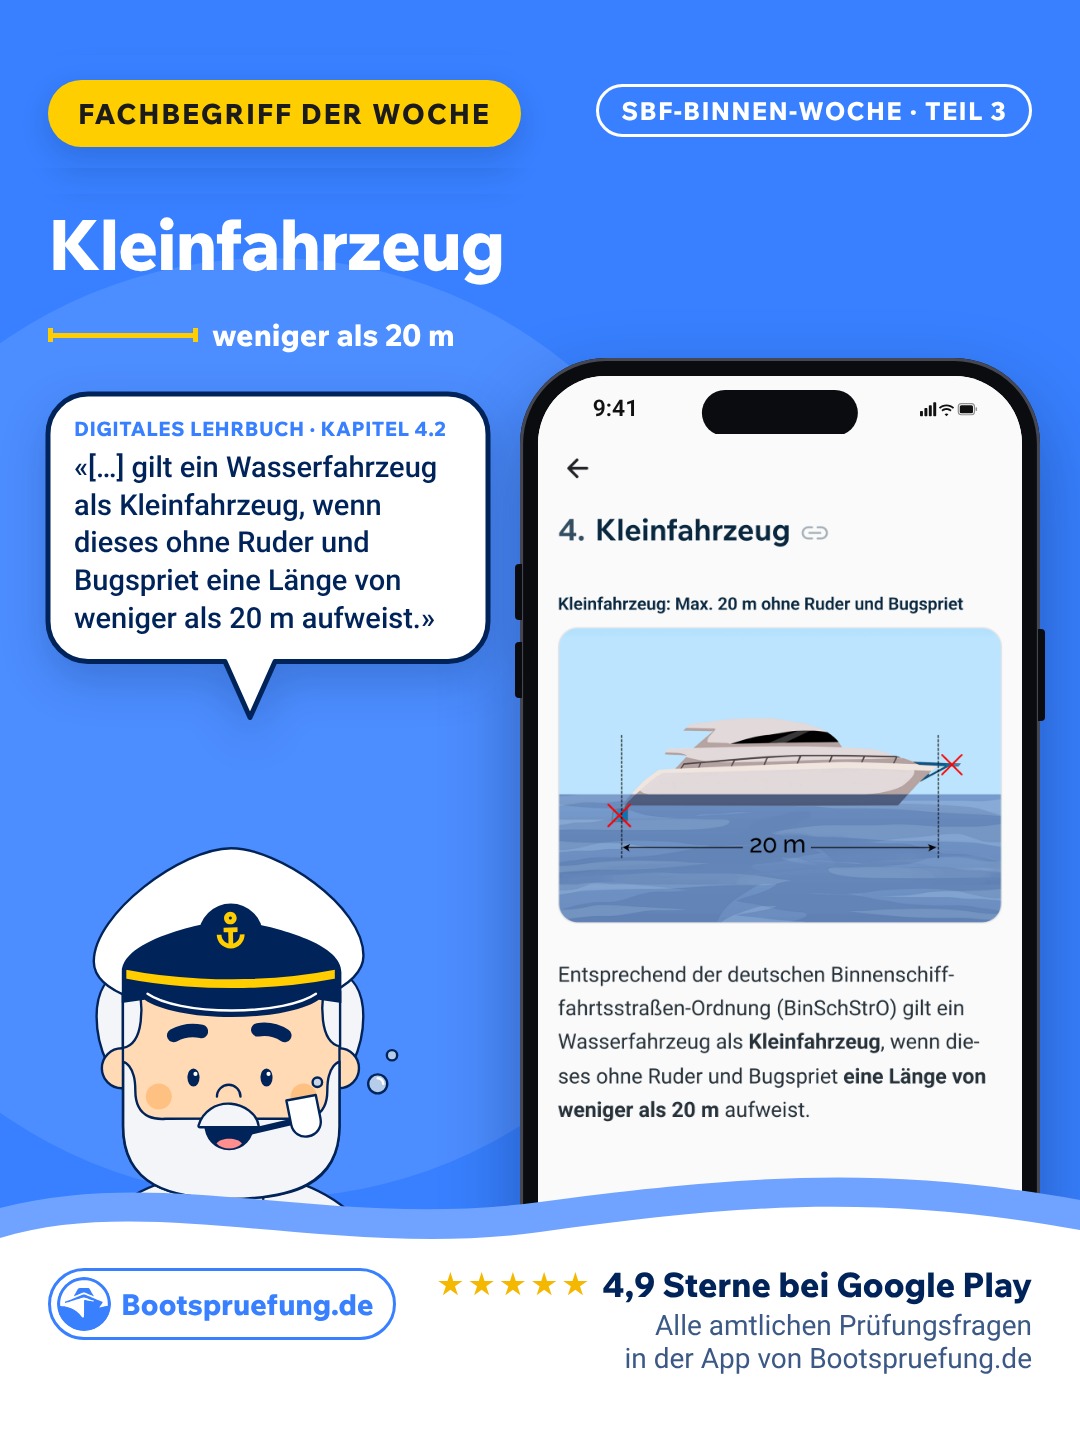 FACHBEGRIFF DER WOCHE
SBF-BINNEN-WOCHE · TEIL 3
Kleinfahrzeug
weniger als 20 m
DIGITALES LEHRBUCH · KAPITEL 4.2
«[...] gilt ein Wasserfahrzeug
als Kleinfahrzeug, wenn
dieses ohne Ruder und
Bugspriet eine Länge von
weniger als 20 m aufweist.»
9:41
4. Kleinfahrzeug
Kleinfahrzeug: Max. 20 m ohne Ruder und Bugspriet
20 m
Entsprechend der deutschen Binnenschiff-
fahrtsstraßen-Ordnung (BinSchStrO) gilt ein
Wasserfahrzeug als Kleinfahrzeug, wenn die-
ses ohne Ruder und Bugspriet eine Länge von
weniger als 20 m aufweist.
Bootspruefung.de
★★★★★ 4,9 Sterne bei Google Play
Alle amtlichen Prüfungsfragen
in der App von Bootspruefung.de